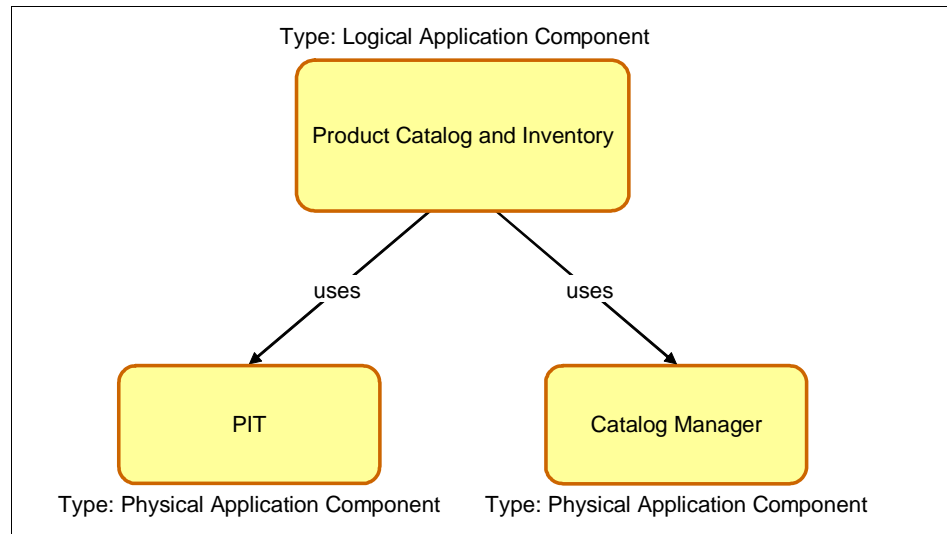 Type: Logical Application Component
Product Catalog and Inventory
uses
uses
PIT
Catalog Manager
Type: Physical Application Component
Type: Physical Application Component